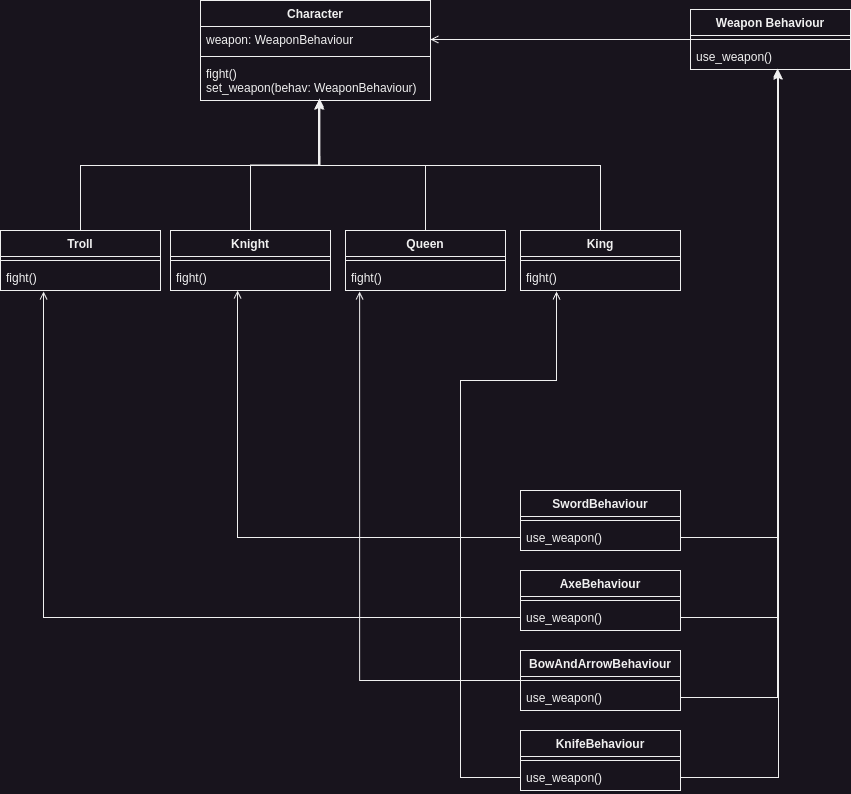 Character
weapon: WeaponBehaviour
fight()
set_weapon(behav: WeaponBehaviour)
Weapon Behaviour
use_weapon()
Troll
fight()
Knight
fight()
Queen
fight()
King
fight()
SwordBehaviour
use_weapon()
AxeBehaviour
use_weapon()
BowAndArrowBehaviour
use_weapon()
KnifeBehaviour
use_weapon()